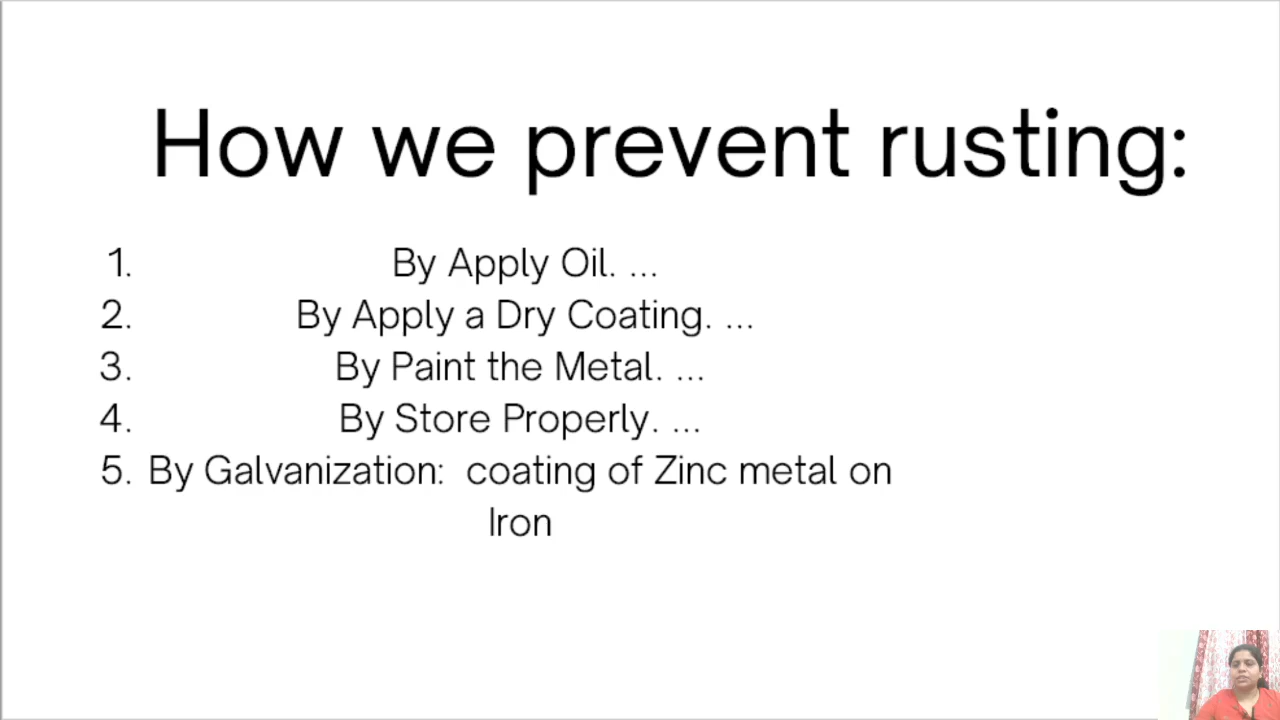 How we prevent rusting:
1. By Apply Oil. ...
2. By Apply a Dry Coating. ...
3. By Paint the Metal. ...
4. By Store Properly. ...
5. By Galvanization: coating of Zinc metal on
Iron